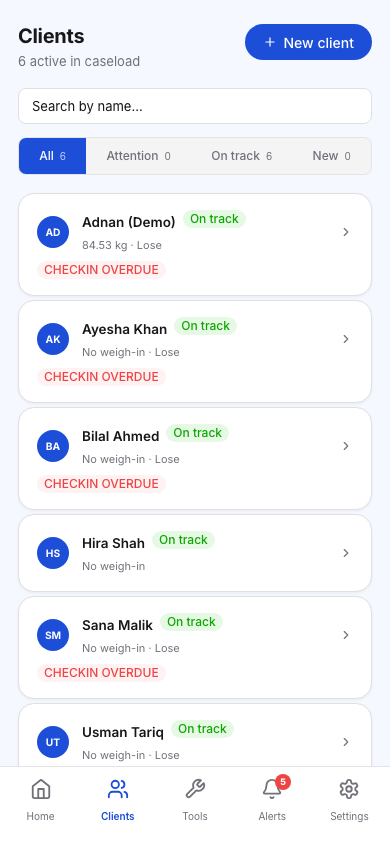 Clients
6 active in caseload
+ New client
Search by name...
All 6 Attention 0 On track 6 New 0
AD Adnan (Demo) On track
84.53 kg · Lose
CHECKIN OVERDUE
AK Ayesha Khan On track
No weigh-in · Lose
CHECKIN OVERDUE
BA Bilal Ahmed On track
No weigh-in · Lose
CHECKIN OVERDUE
HS Hira Shah On track
No weigh-in
SM Sana Malik On track
No weigh-in · Lose
CHECKIN OVERDUE
UT Usman Tariq On track
No weigh-in · Lose
5
Home Clients Tools Alerts Settings